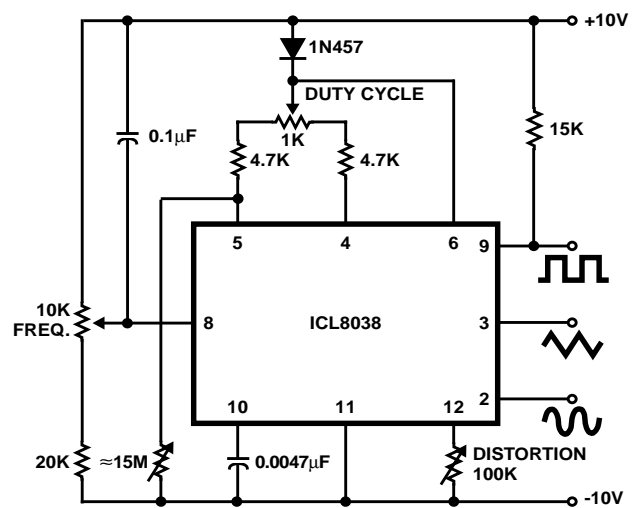 +10V
1N457
DUTY CYCLE
0.1µF
1K
15K
4.7K
4.7K
5
4
6
9
10K
FREQ.
8
ICL8038
3
2
10
11
12
20K
≈15M
0.0047µF
DISTORTION
100K
-10V